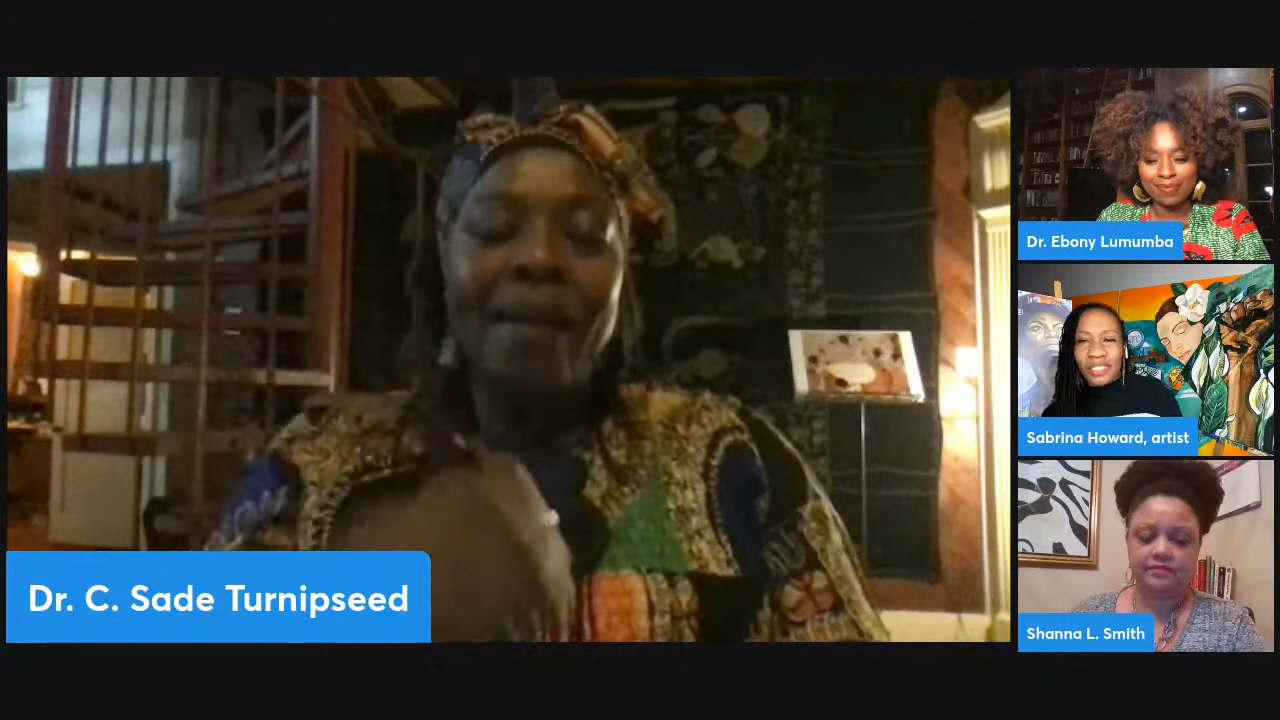 Dr. C. Sade Turnipseed
Dr. Ebony Lumumba
Sabrina Howard, artist
Shanna L. Smith